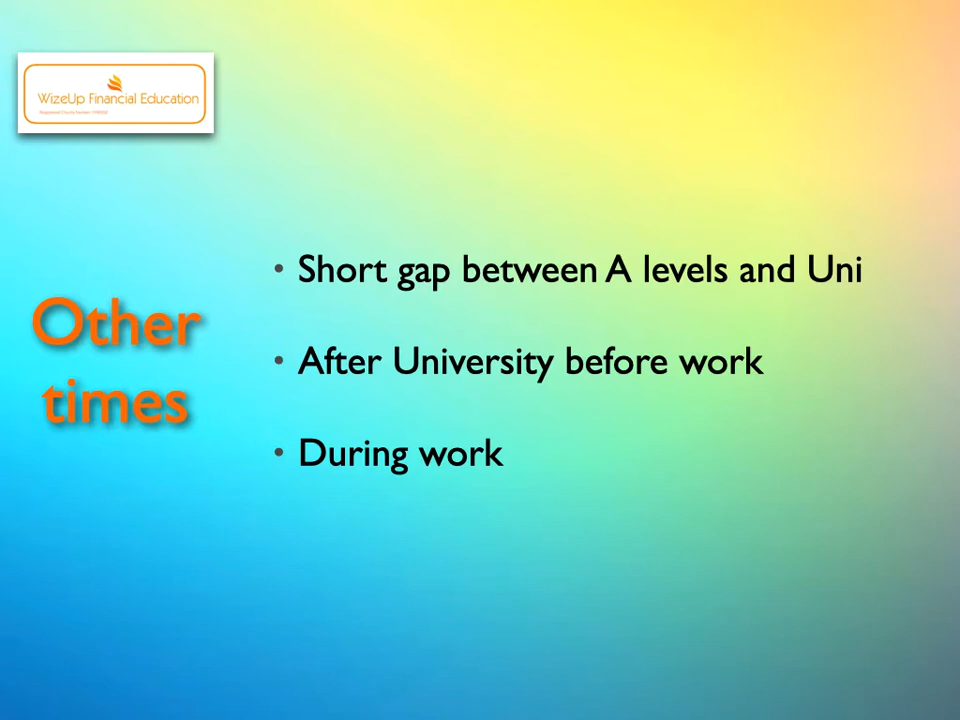 WizeUp Financial Education
Other
times
• Short gap between A levels and Uni
• After University before work
• During work